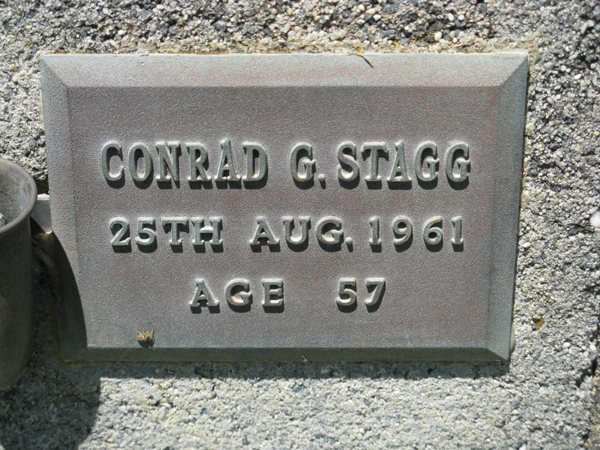 CONRAD G. STAGG
25TH AUG. 1961
AGE 57